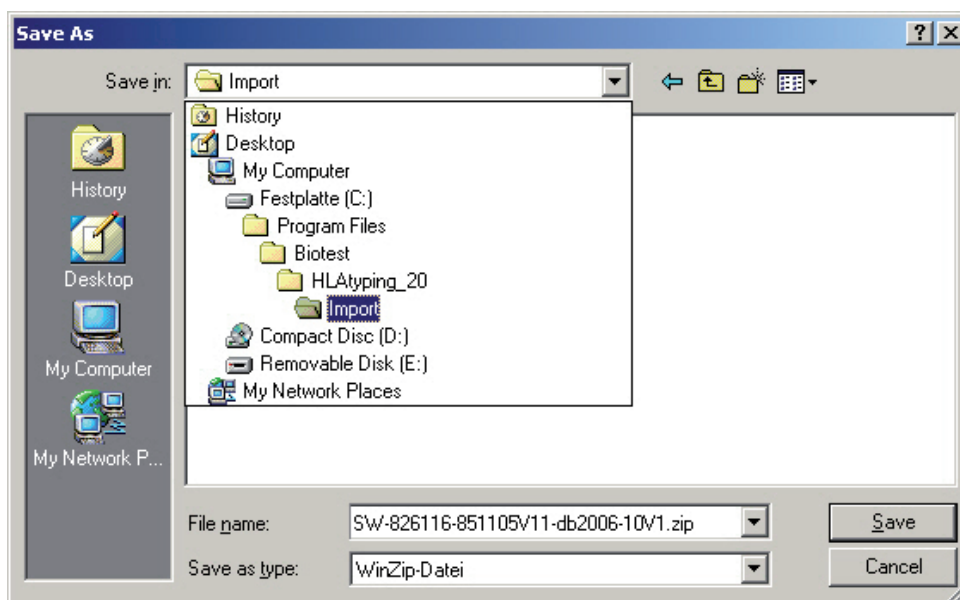 Save As
Save in:
Import
History
Desktop
My Computer
Festplatte (C:)
Program Files
Biotest
HLAtyping_20
Import
Compact Disc (D:)
Removable Disk (E:)
My Network Places
History
Desktop
My Computer
My Network P...
File name:
SW-826116-851105V11-db2006-10V1.zip
Save
Save as type:
WinZip-Datei
Cancel